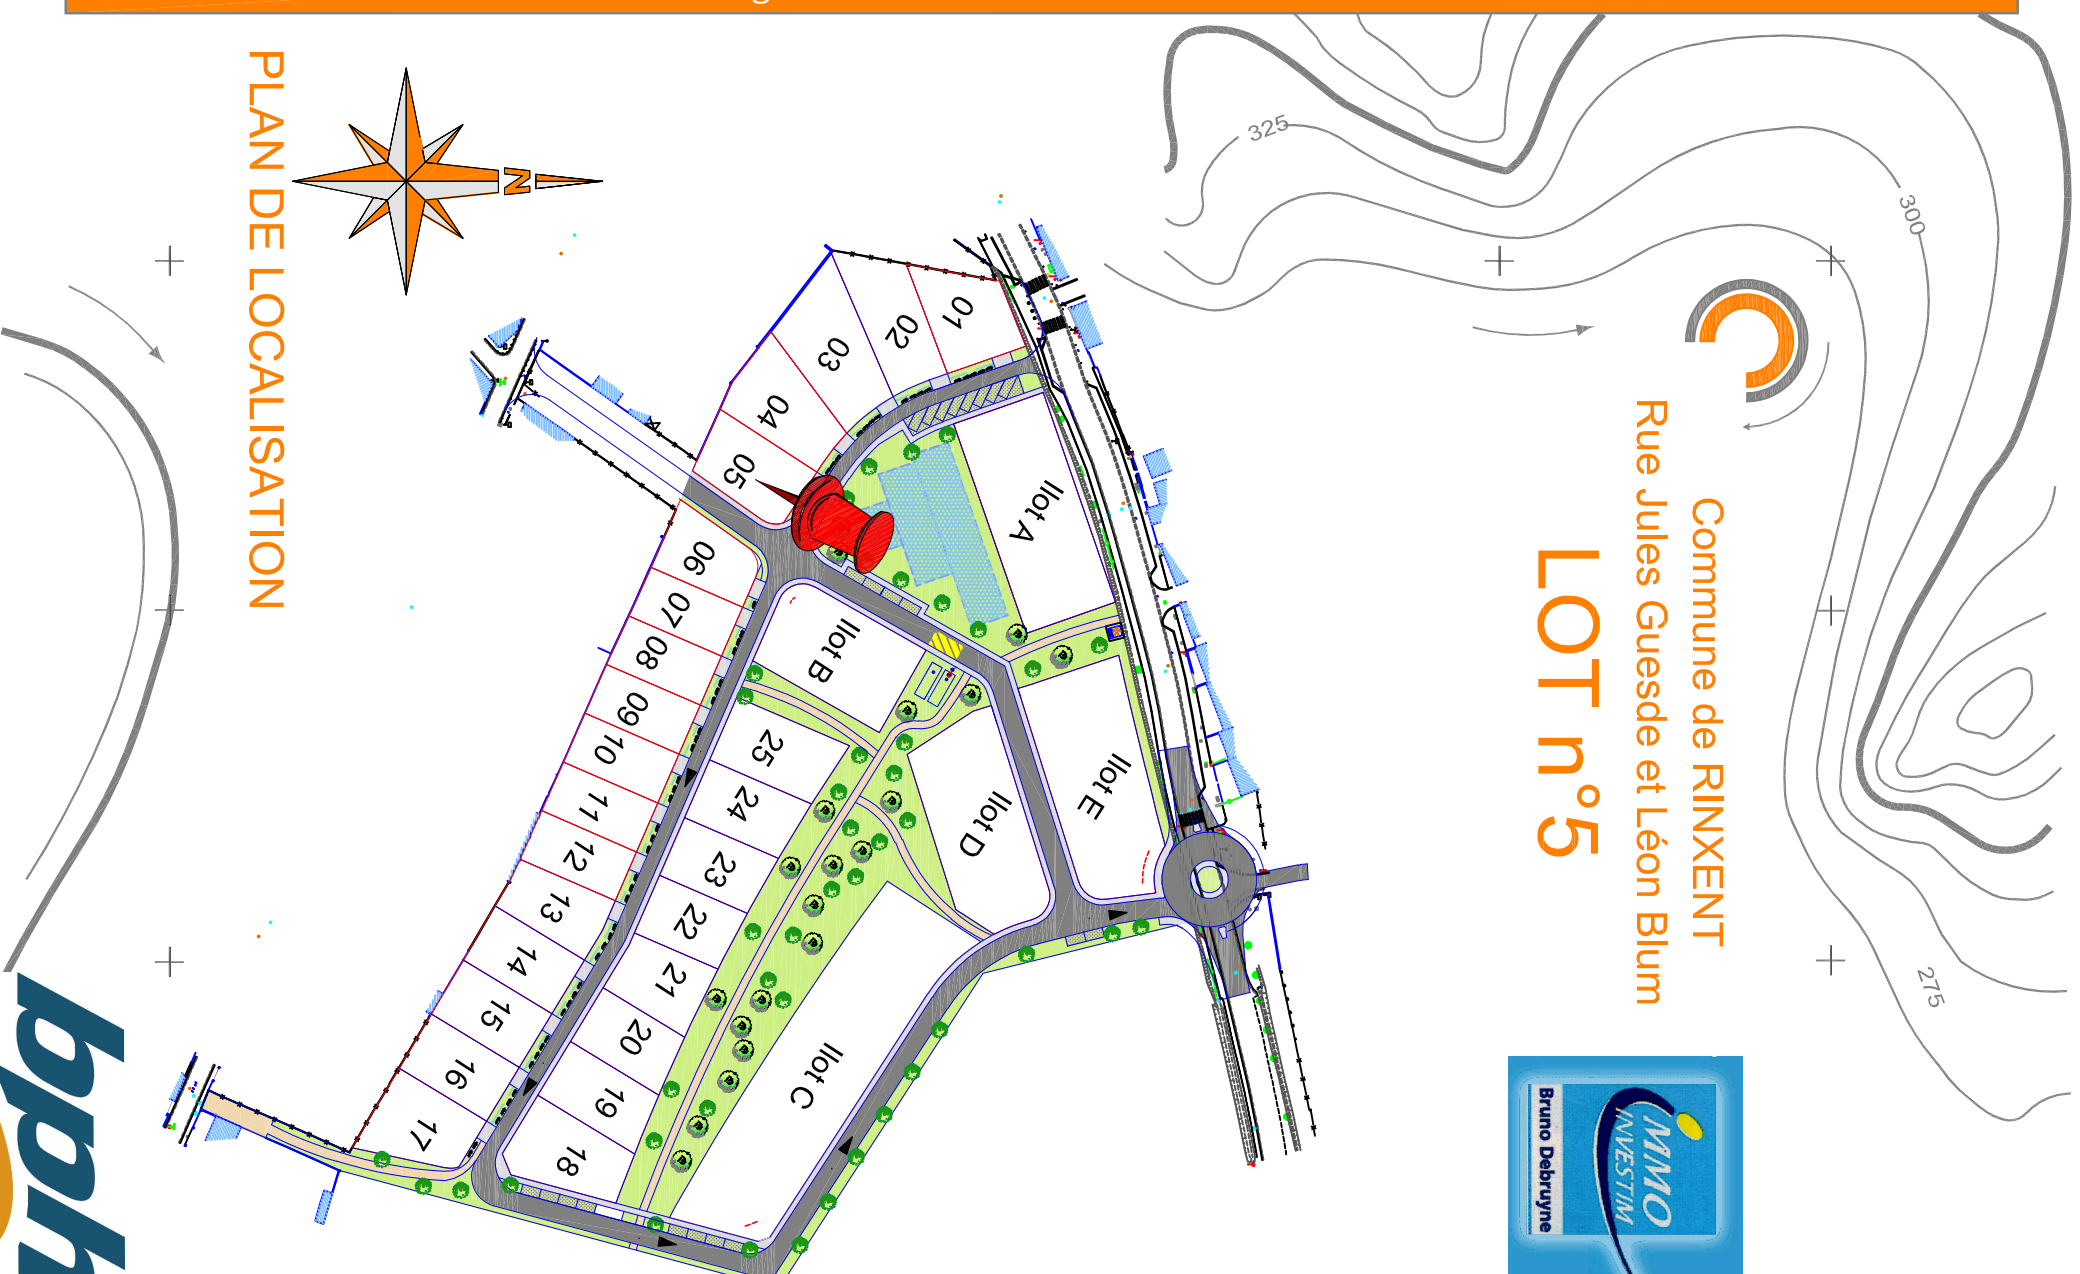 Commune de RINXENT
Rue Jules Guesde et Léon Blum
LOT n°5
PLAN DE LOCALISATION
N
325
300
275
01
02
03
04
05
06
07
08
09
10
11
12
13
14
15
16
17
18
19
20
21
22
23
24
25
Ilot A
Ilot B
Ilot C
Ilot D
Ilot E
IMMO
INVESTIM
Bruno Debruyne